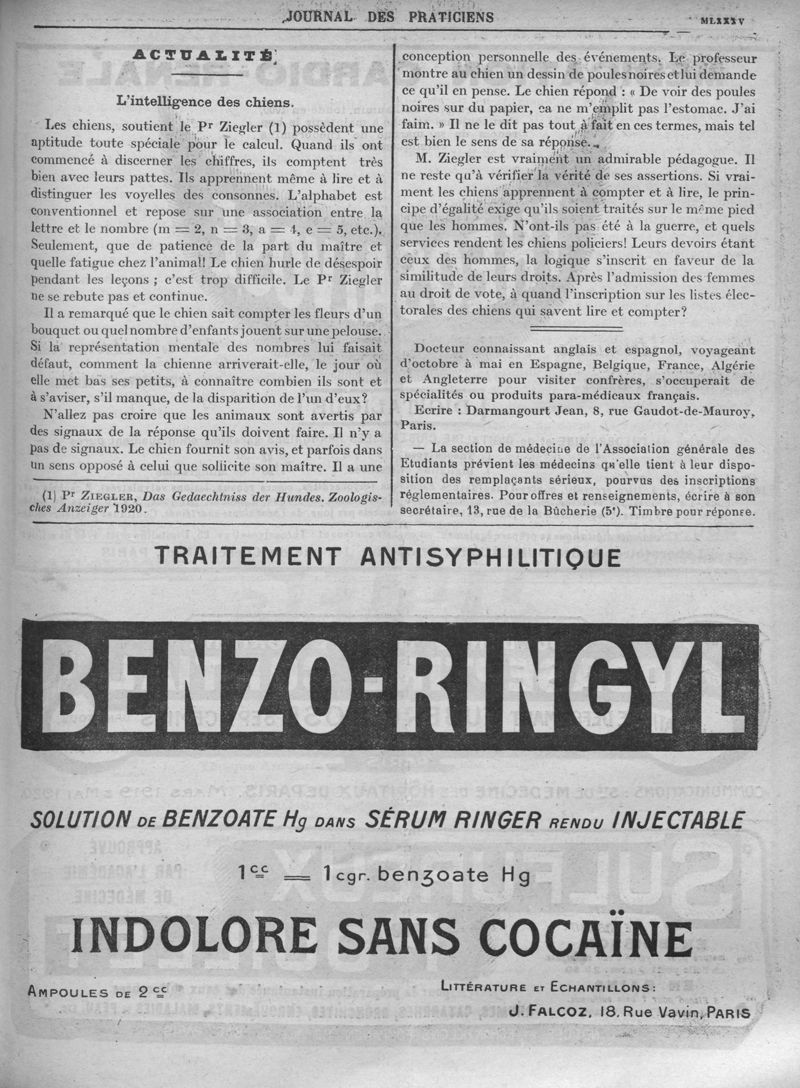 JOURNAL DES PRATICIENS
MLXXXV
ACTUALITÉ
L'intelligence des chiens.
Les chiens, soutient le Pr Ziegler (1) possèdent une
aptitude toute spéciale pour le calcul. Quand ils ont
commencé à discerner les chiffres, ils comptent très
bien avec leurs pattes. Ils apprennent même à lire et à
distinguer les voyelles des consonnes. L'alphabet est
conventionnel et repose sur une association entre la
lettre et le nombre (m = 2, n = 3, a = 4, e = 5, etc.).
Seulement, que de patience de la part du maître et
quelle fatigue chez l'animal! Le chien hurle de désespoir
pendant les leçons ; c'est trop difficile. Le Pr Ziegler
ne se rebute pas et continue.
Il a remarqué que le chien sait compter les fleurs d'un
bouquet ou quel nombre d'enfants jouent sur une pelouse.
Si la représentation mentale des nombres lui faisait
défaut, comment la chienne arriverait-elle, le jour où
elle met bas ses petits, à connaître combien ils sont et
à s'aviser, s'il manque, de la disparition de l'un d'eux?
N'allez pas croire que les animaux sont avertis par
des signaux de la réponse qu'ils doivent faire. Il n'y a
pas de signaux. Le chien fournit son avis, et parfois dans
un sens opposé à celui que sollicite son maître. Il a une
(1) Pr ZIEGLER, Das Gedaechtniss der Hundes. Zoologis-
ches Anzeiger 1920.
conception personnelle des événements. Le professeur
montre au chien un dessin de poules noires et lui demande
ce qu'il en pense. Le chien répond : « De voir des poules
noires sur du papier, ca ne m'emplit pas l'estomac. J'ai
faim. » Il ne le dit pas tout à fait en ces termes, mais tel
est bien le sens de sa réponse.
M. Ziegler est vraiment un admirable pédagogue. Il
ne reste qu'à vérifier la vérité de ses assertions. Si vrai-
ment les chiens apprennent à compter et à lire, le prin-
cipe d'égalité exige qu'ils soient traités sur le même pied
que les hommes. N'ont-ils pas été à la guerre, et quels
services rendent les chiens policiers! Leurs devoirs étant
ceux des hommes, la logique s'inscrit en faveur de la
similitude de leurs droits. Après l'admission des femmes
au droit de vote, à quand l'inscription sur les listes élec-
torales des chiens qui savent lire et compter?
Docteur connaissant anglais et espagnol, voyageant
d'octobre à mai en Espagne, Belgique, France, Algérie
et Angleterre pour visiter confrères, s'occuperait de
spécialités ou produits para-médicaux français.
Ecrire : Darmangourt Jean, 8, rue Gaudot-de-Mauroy,
Paris.
— La section de médecine de l'Association générale des
Etudiants prévient les médecins qu'elle tient à leur dispo-
sition des remplaçants sérieux, pourvus des inscriptions
réglementaires. Pour offres et renseignements, écrire à son
secrétaire, 13, rue de la Bûcherie (5e). Timbre pour réponse.
TRAITEMENT ANTISYPHILITIQUE
BENZO-RINGYL
SOLUTION DE BENZOATE Hg DANS SÉRUM RINGER RENDU INJECTABLE
1cc = 1 cgr. benzoate Hg
INDOLORE SANS COCAÏNE
AMPOULES DE 2cc
LITTÉRATURE ET ECHANTILLONS:
J. FALCOZ, 18, Rue Vavin, PARIS